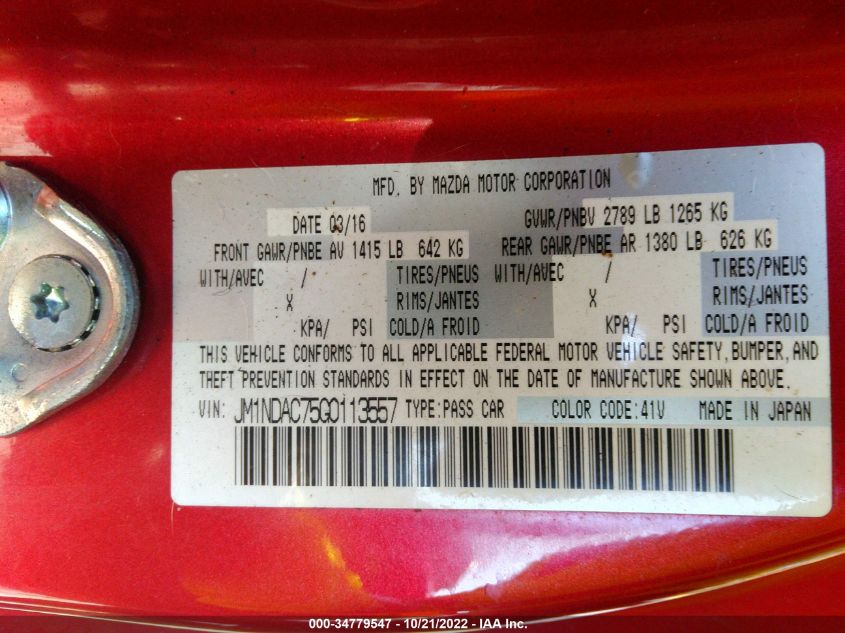 MFD. BY MAZDA MOTOR CORPORATION
DATE 03/16 GVWR/PNBV 2789 LB 1265 KG
FRONT GAWR/PNBE AV 1415 LB 642 KG REAR GAWR/PNBE AR 1380 LB 626 KG
WITH/AVEC / TIRES/PNEUS WITH/AVEC / TIRES/PNEUS
X RIMS/JANTES X RIMS/JANTES
KPA/ PSI COLD/A FROID KPA/ PSI COLD/A FROID
THIS VEHICLE CONFORMS TO ALL APPLICABLE FEDERAL MOTOR VEHICLE SAFETY, BUMPER, AND
THEFT PREVENTION STANDARDS IN EFFECT ON THE DATE OF MANUFACTURE SHOWN ABOVE.
VIN: JM1NDAC75G0113557 TYPE:PASS CAR COLOR CODE:41V MADE IN JAPAN
000-34779547 - 10/21/2022 - IAA Inc.